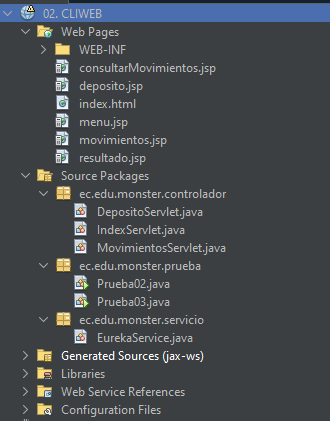 02. CLIWEB
Web Pages
WEB-INF
consultarMovimientos.jsp
deposito.jsp
index.html
menu.jsp
movimientos.jsp
resultado.jsp
Source Packages
ec.edu.monster.controlador
DepositoServlet.java
IndexServlet.java
MovimientosServlet.java
ec.edu.monster.prueba
Prueba02.java
Prueba03.java
ec.edu.monster.servicio
EurekaService.java
Generated Sources (jax-ws)
Libraries
Web Service References
Configuration Files